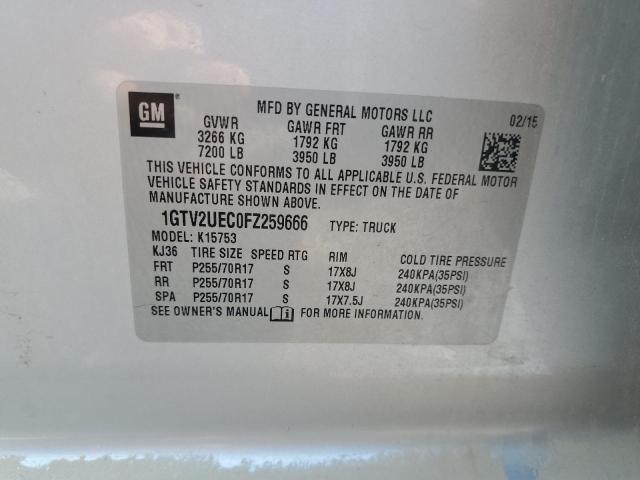 GM
MFD BY GENERAL MOTORS LLC
02/15
GVWR GAWR FRT GAWR RR
3266 KG 1792 KG 1792 KG
7200 LB 3950 LB 3950 LB
THIS VEHICLE CONFORMS TO ALL APPLICABLE U.S. FEDERAL MOTOR
VEHICLE SAFETY STANDARDS IN EFFECT ON THE DATE OF
MANUFACTURE SHOWN ABOVE.
1GTV2UEC0FZ259666 TYPE: TRUCK
MODEL: K15753
KJ36 TIRE SIZE SPEED RTG RIM COLD TIRE PRESSURE
FRT P255/70R17 S 17X8J 240KPA(35PSI)
RR P255/70R17 S 17X8J 240KPA(35PSI)
SPA P255/70R17 S 17X7.5J 240KPA(35PSI)
SEE OWNER'S MANUAL FOR MORE INFORMATION.